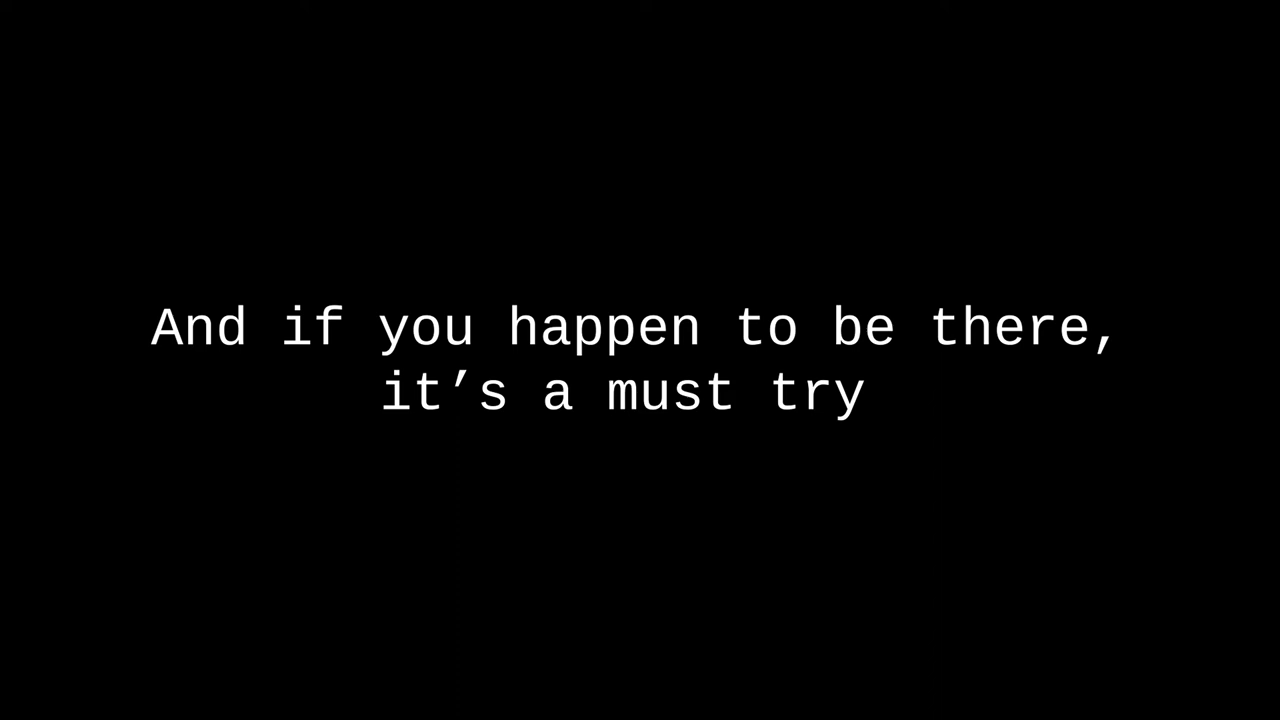 And if you happen to be there,
it’s a must try